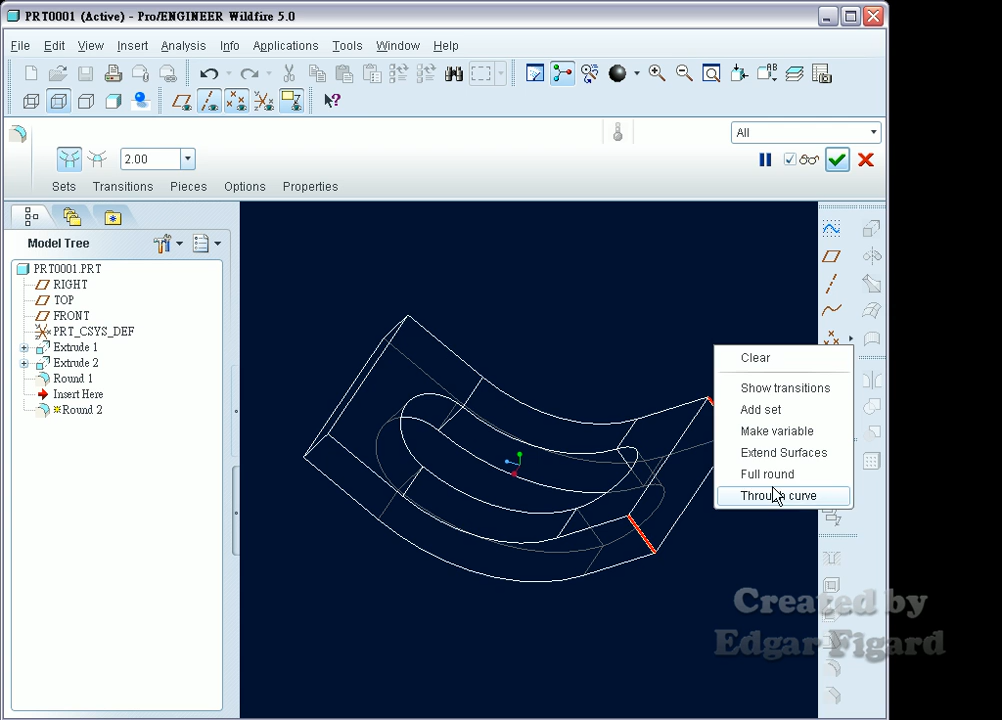 PRT0001 (Active) - Pro/ENGINEER Wildfire 5.0
File Edit View Insert Analysis Info Applications Tools Window Help
All
2.00
Sets Transitions Pieces Options Properties
Model Tree
PRT0001.PRT
RIGHT
TOP
FRONT
PRT_CSYS_DEF
Extrude 1
Extrude 2
Round 1
Insert Here
Round 2
Clear
Show transitions
Add set
Make variable
Extend Surfaces
Full round
Through curve
Created by
Edgar Figard